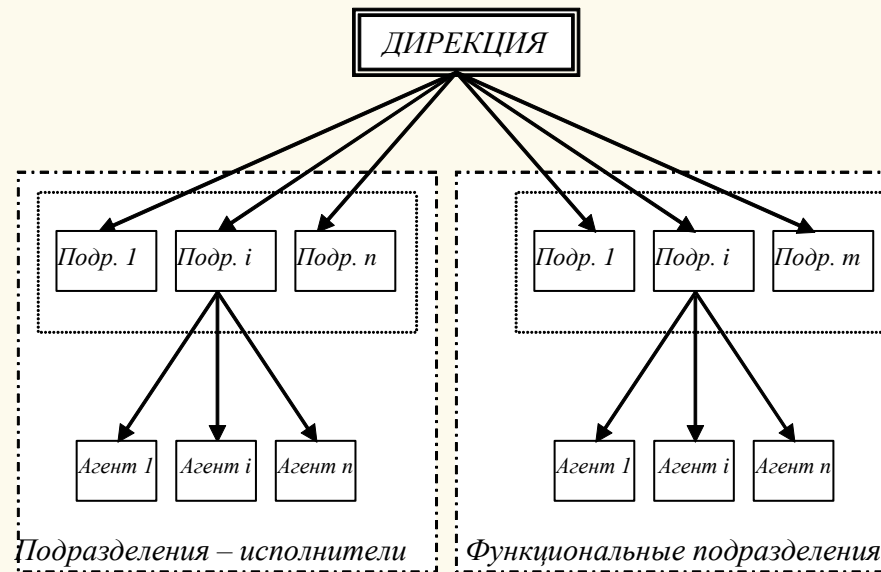 ДИРЕКЦИЯ
Подр. 1 Подр. i Подр. n Подр. 1 Подр. i Подр. m
Агент 1 Агент i Агент n Агент 1 Агент i Агент n
Подразделения – исполнители Функциональные подразделения